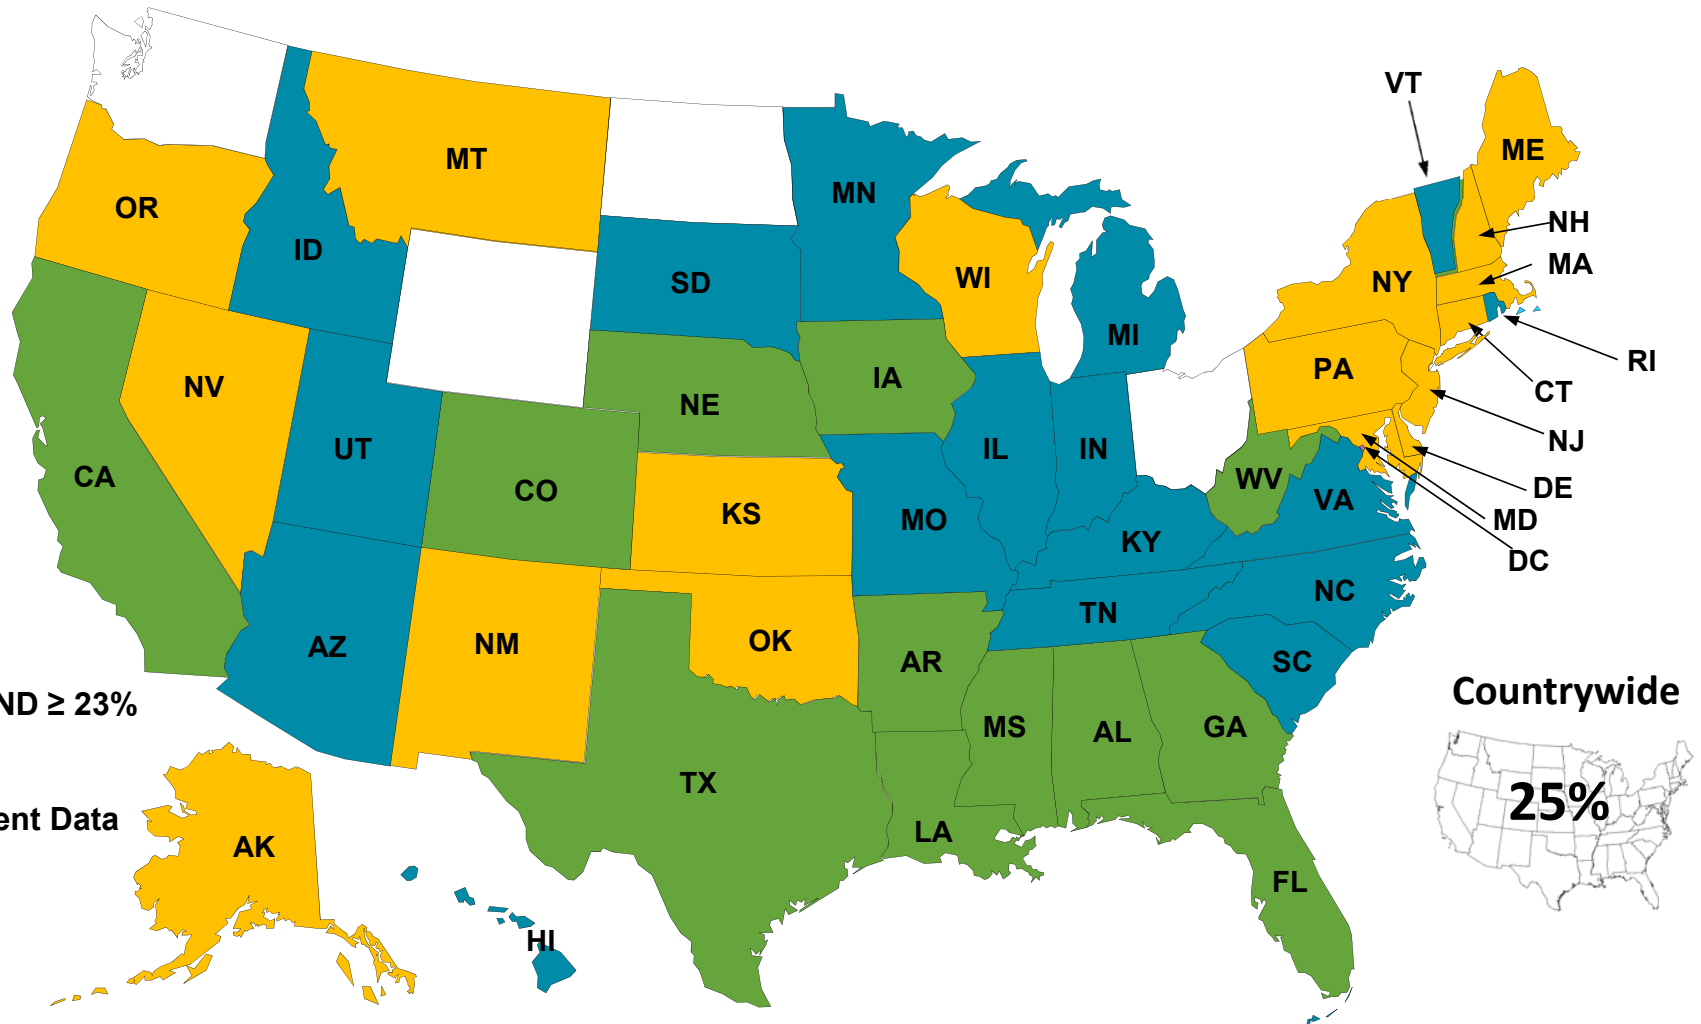 VT
ME
MT
OR
MN
NH
ID
MA
WI
NY
SD
MI
RI
PA
IA
NV
CT
NE
NJ
UT
IL
IN
CA
WV
DE
CO
VA
KS
MO
MD
KY
DC
NC
TN
AZ
NM
OK
AR
SC
Countrywide
ND ≥ 23%
MS
AL
GA
TX
25%
ent Data
LA
AK
FL
HI